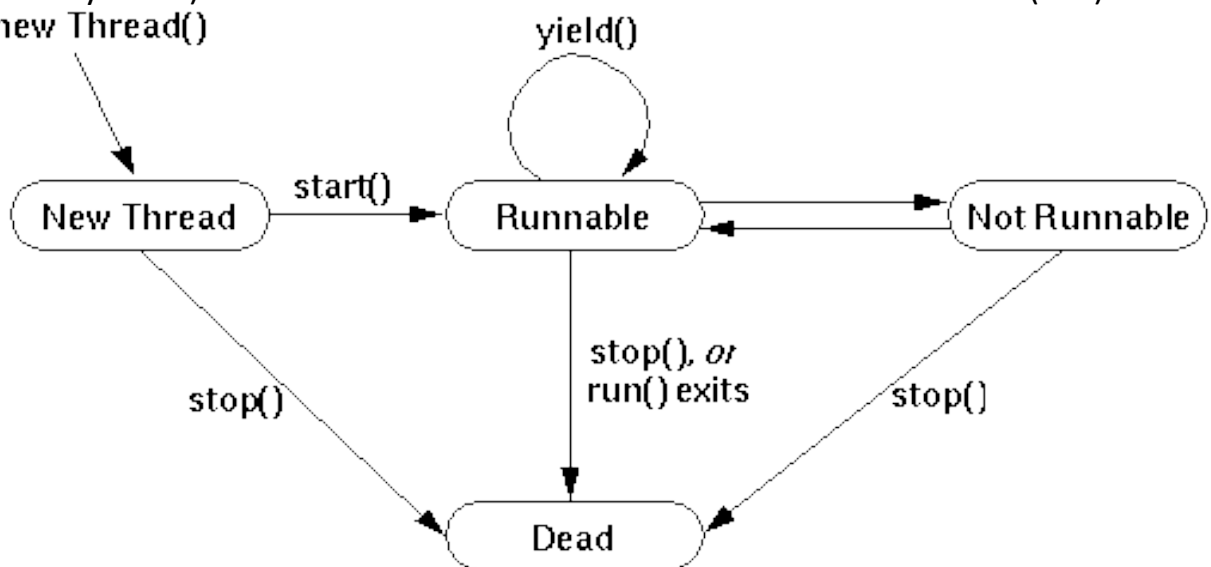 new Thread()
yield()
start()
New Thread
Runnable
Not Runnable
stop(), or
run() exits
stop()
stop()
Dead